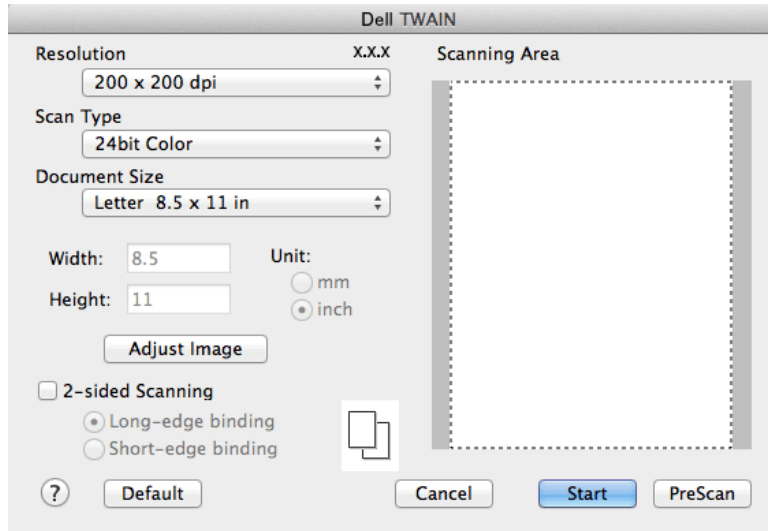 Dell TWAIN
Resolution X.X.X
200 x 200 dpi
Scan Type
24bit Color
Document Size
Letter 8.5 x 11 in
Width: 8.5
Height: 11
Unit:
mm
inch
Adjust Image
2-sided Scanning
Long-edge binding
Short-edge binding
Scanning Area
? Default Cancel Start PreScan